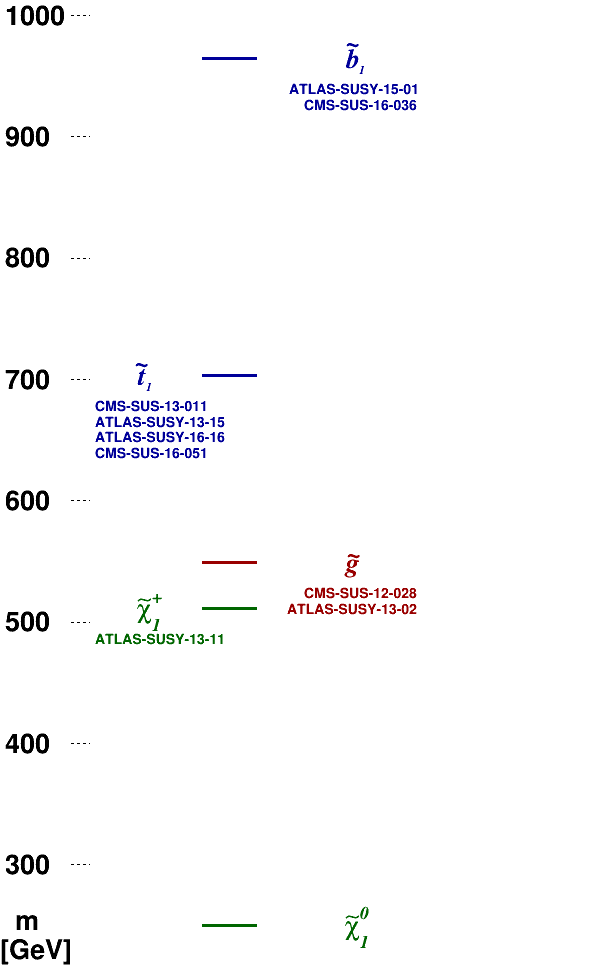 1000
b̃₁
ATLAS-SUSY-15-01
CMS-SUS-16-036
900
800
700
t̃₁
CMS-SUS-13-011
ATLAS-SUSY-13-15
ATLAS-SUSY-16-16
CMS-SUS-16-051
600
g̃
CMS-SUS-12-028
ATLAS-SUSY-13-02
χ̃₁⁺
500
ATLAS-SUSY-13-11
400
300
χ̃₁⁰
m
[GeV]